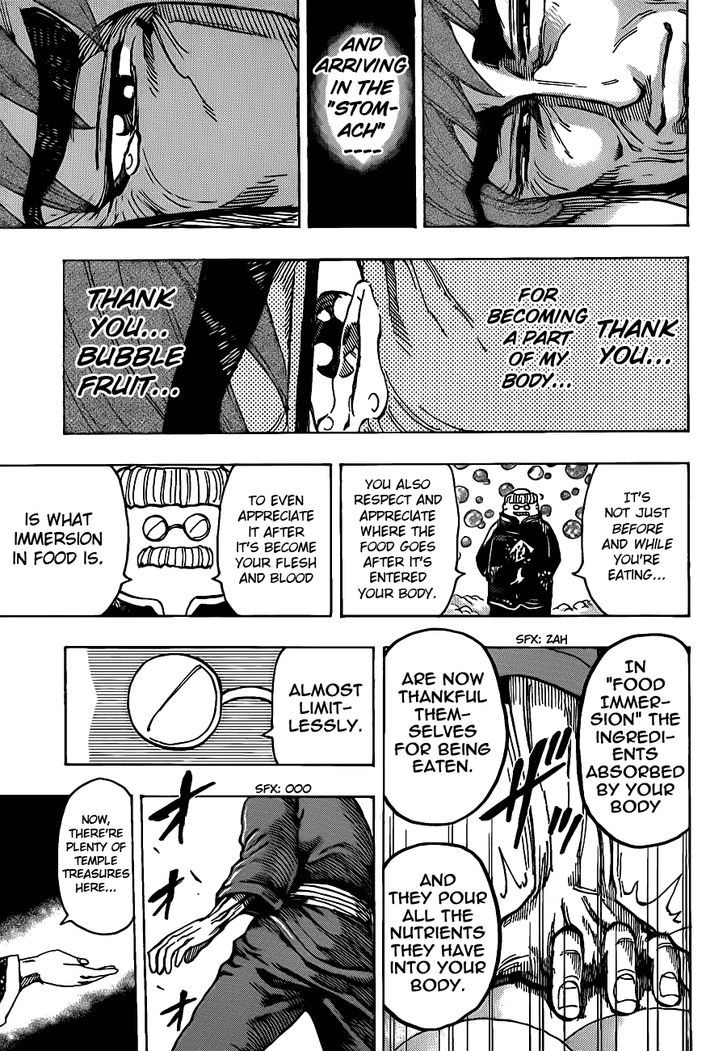 AND
ARRIVING
IN THE
"STOM-
ACH"
----
THANK
YOU...
FOR
BECOMING
A PART
OF MY
BODY...
THANK
YOU...
BUBBLE
FRUIT...
IT'S
NOT JUST
BEFORE
AND WHILE
YOU'RE
EATING...
YOU ALSO
RESPECT AND
APPRECIATE
WHERE THE
FOOD GOES
AFTER IT'S
ENTERED
YOUR BODY.
TO EVEN
APPRECIATE
IT AFTER
IT'S BECOME
YOUR FLESH
AND BLOOD
IS WHAT
IMMERSION
IN FOOD IS.
SFX: ZAH
IN
"FOOD
IMMER-
SION" THE
INGREDI-
ENTS
ABSORBED
BY YOUR
BODY
ARE NOW
THANKFUL
THEM-
SELVES
FOR BEING
EATEN.
AND
THEY POUR
ALL THE
NUTRIENTS
THEY HAVE
INTO YOUR
BODY.
ALMOST
LIMIT-
LESSLY.
SFX: OOO
NOW,
THERE'RE
PLENTY OF
TEMPLE
TREASURES
HERE...